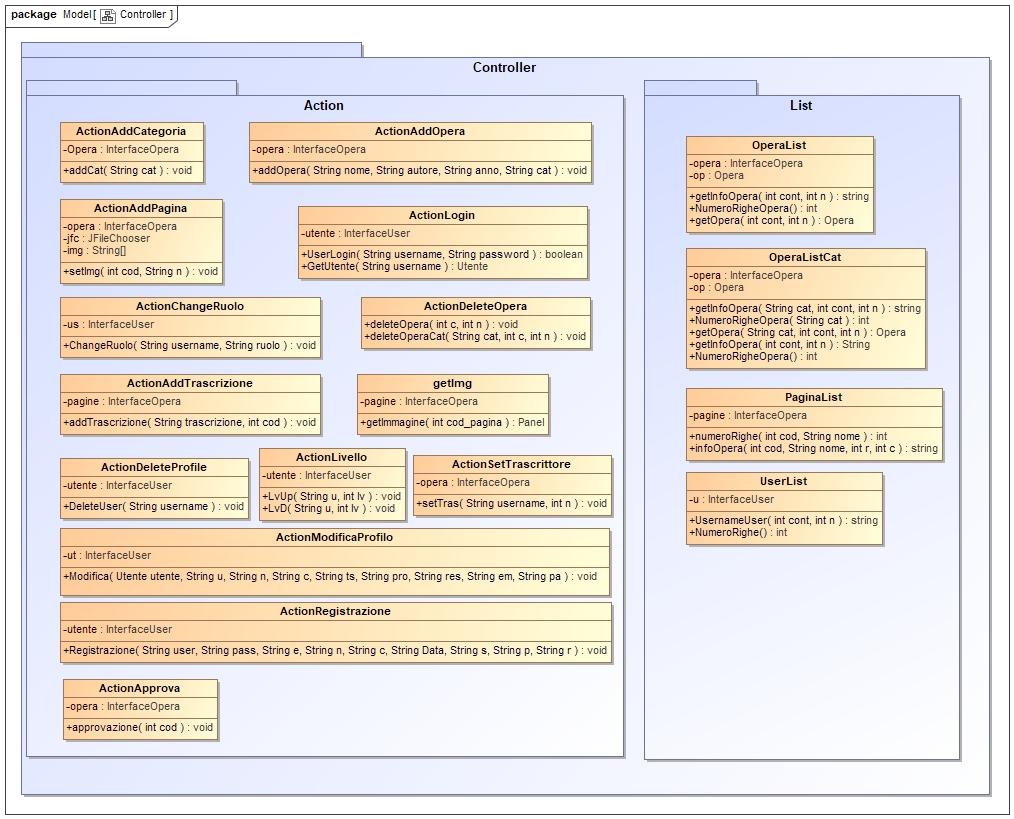 package Model[ Controller ]
Controller
Action
ActionAddCategoria
-Opera : InterfaceOpera
+addCat( String cat ) : void
ActionAddOpera
-opera : InterfaceOpera
+addOpera( String nome, String autore, String anno, String cat ) : void
ActionAddPagina
-opera : InterfaceOpera
-jfc : JFileChooser
-img : String[]
+setImg( int cod, String n ) : void
ActionLogin
-utente : InterfaceUser
+UserLogin( String username, String password ) : boolean
+GetUtente( String username ) : Utente
ActionChangeRuolo
-us : InterfaceUser
+ChangeRuolo( String username, String ruolo ) : void
ActionDeleteOpera
+deleteOpera( int c, int n ) : void
+deleteOperaCat( String cat, int c, int n ) : void
ActionAddTrascrizione
-pagine : InterfaceOpera
+addTrascrizione( String trascrizione, int cod ) : void
getImg
-pagine : InterfaceOpera
+getImmagine( int cod_pagina ) : Panel
ActionDeleteProfile
-utente : InterfaceUser
+DeleteUser( String username ) : void
ActionLivello
-utente : InterfaceUser
+LvUp( String u, int lv ) : void
+LvD( String u, int lv ) : void
ActionSetTrascrittore
-opera : InterfaceOpera
+setTras( String username, int n ) : void
ActionModificaProfilo
-ut : InterfaceUser
+Modifica( Utente utente, String u, String n, String c, String ts, String pro, String res, String em, String pa ) : void
ActionRegistrazione
-utente : InterfaceUser
+Registrazione( String user, String pass, String e, String n, String c, String Data, String s, String p, String r ) : void
ActionApprova
-opera : InterfaceOpera
+approvazione( int cod ) : void
List
OperaList
-opera : InterfaceOpera
-op : Opera
+getInfoOpera( int cont, int n ) : string
+NumeroRigheOpera() : int
+getOpera( int cont, int n ) : Opera
OperaListCat
-opera : InterfaceOpera
-op : Opera
+getInfoOpera( String cat, int cont, int n ) : string
+NumeroRigheOpera( String cat ) : int
+getOpera( String cat, int cont, int n ) : Opera
+getInfoOpera( int cont, int n ) : String
+NumeroRigheOpera() : int
PaginaList
-pagine : InterfaceOpera
+numeroRighe( int cod, String nome ) : int
+infoOpera( int cod, String nome, int r, int c ) : string
UserList
-u : InterfaceUser
+UsernameUser( int cont, int n ) : string
+NumeroRighe() : int